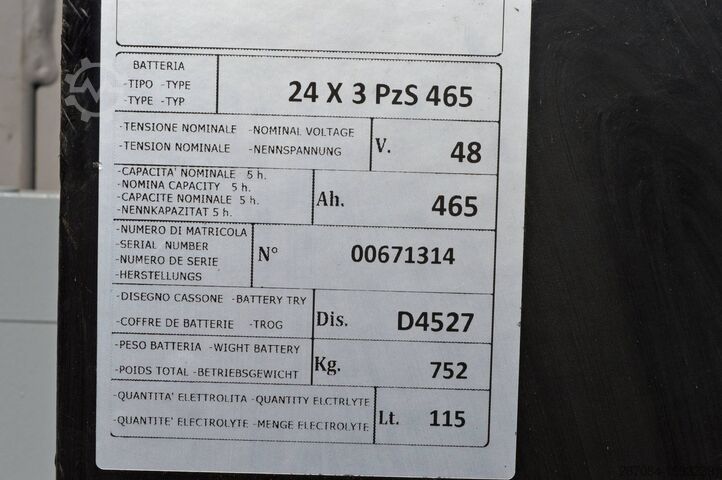 BATTERIA
-TIPO -TYPE
-TYPE -TYP
24 X 3 PzS 465
-TENSIONE NOMINALE -NOMINAL VOLTAGE
-TENSION NOMINALE -NENNSPANNUNG
V. 48
-CAPACITA' NOMINALE 5 h.
-NOMINA CAPACITY 5 h.
-CAPACITE NOMINALE 5 h.
-NENNKAPAZITAT 5 h.
Ah. 465
-NUMERO DI MATRICOLA
-SERIAL NUMBER
-NUMERO DE SERIE
-HERSTELLUNGS
N° 00671314
-DISEGNO CASSONE -BATTERY TRY
-COFFRE DE BATTERIE -TROG
Dis. D4527
-PESO BATTERIA -WIGHT BATTERY
-POIDS TOTAL -BETRIEBSGEWICHT
Kg. 752
-QUANTITA' ELETTROLITA -QUANTITY ELCTRLYTE
-QUANTITE' ELECTROLYTE -MENGE ELECTROLYTE
Lt. 115